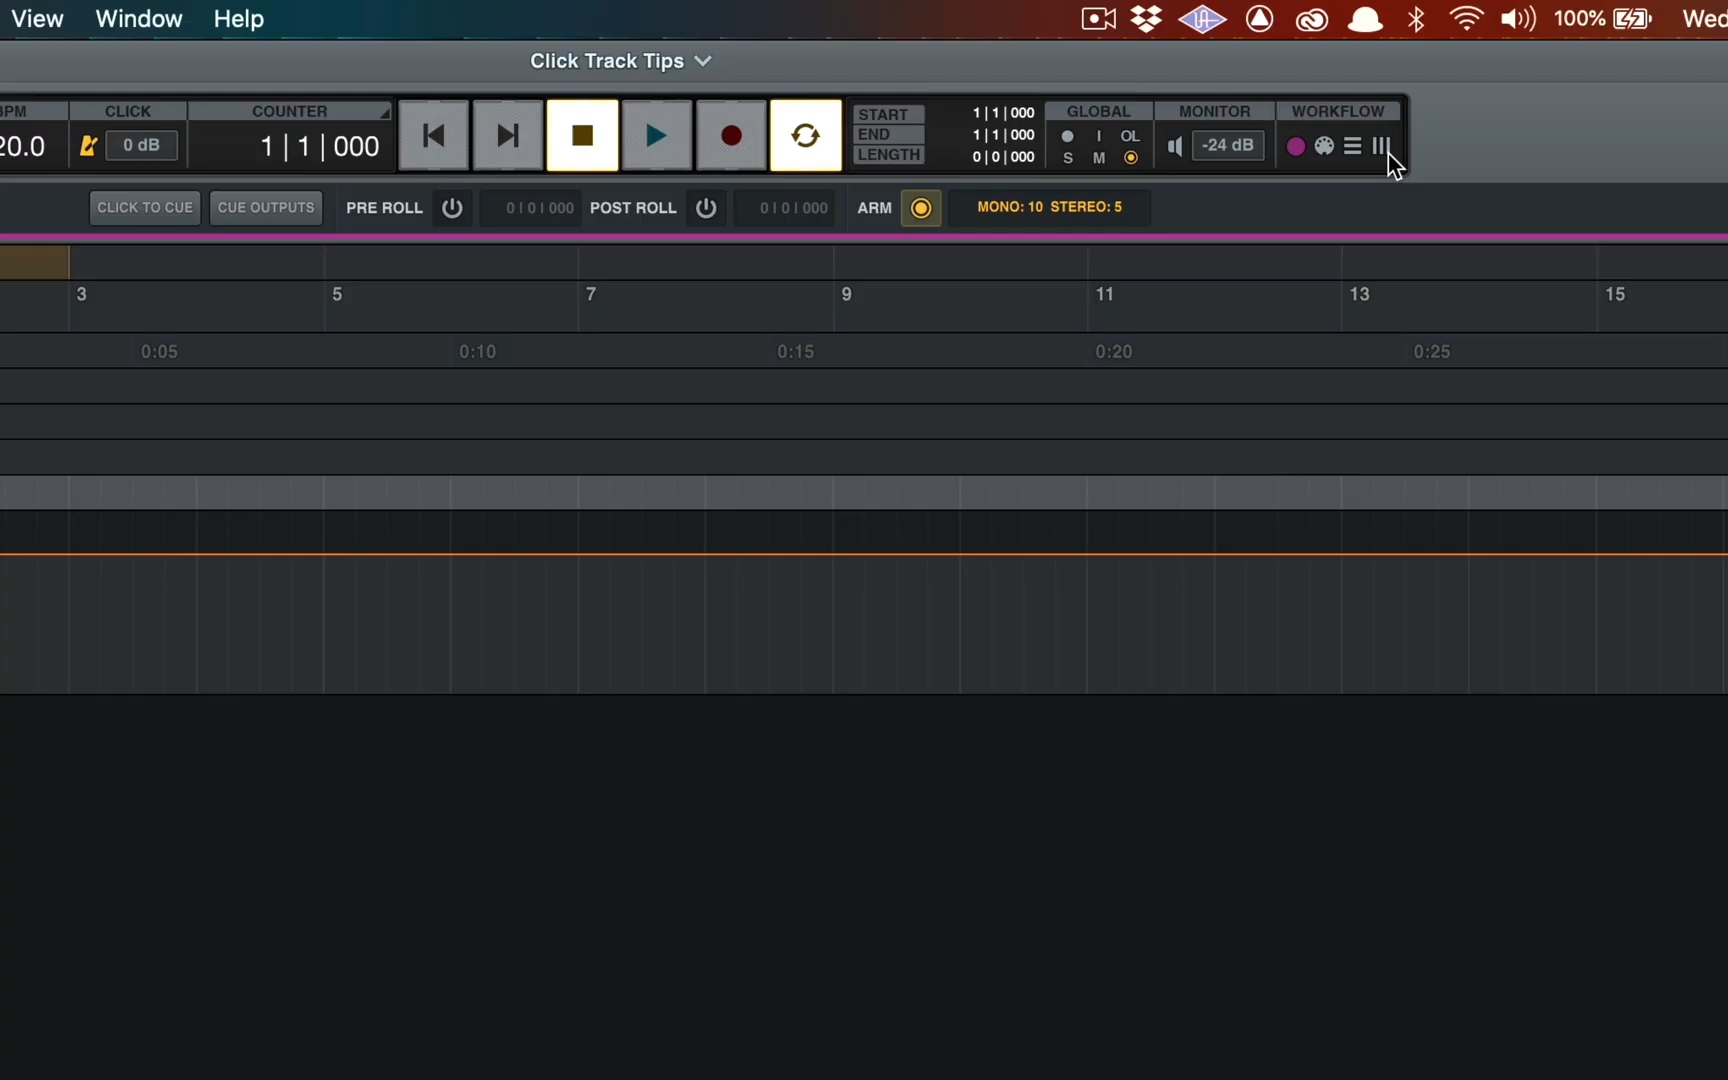 View Window Help 100% Wed
Click Track Tips
BPM CLICK COUNTER START 1|1|000 GLOBAL MONITOR WORKFLOW
20.0 0 dB 1|1|000 END 1|1|000 I OL -24 dB
LENGTH 0|0|000 S M
CLICK TO CUE CUE OUTPUTS PRE ROLL 0|0|000 POST ROLL 0|0|000 ARM MONO: 10 STEREO: 5
3 5 7 9 11 13 15
0:05 0:10 0:15 0:20 0:25